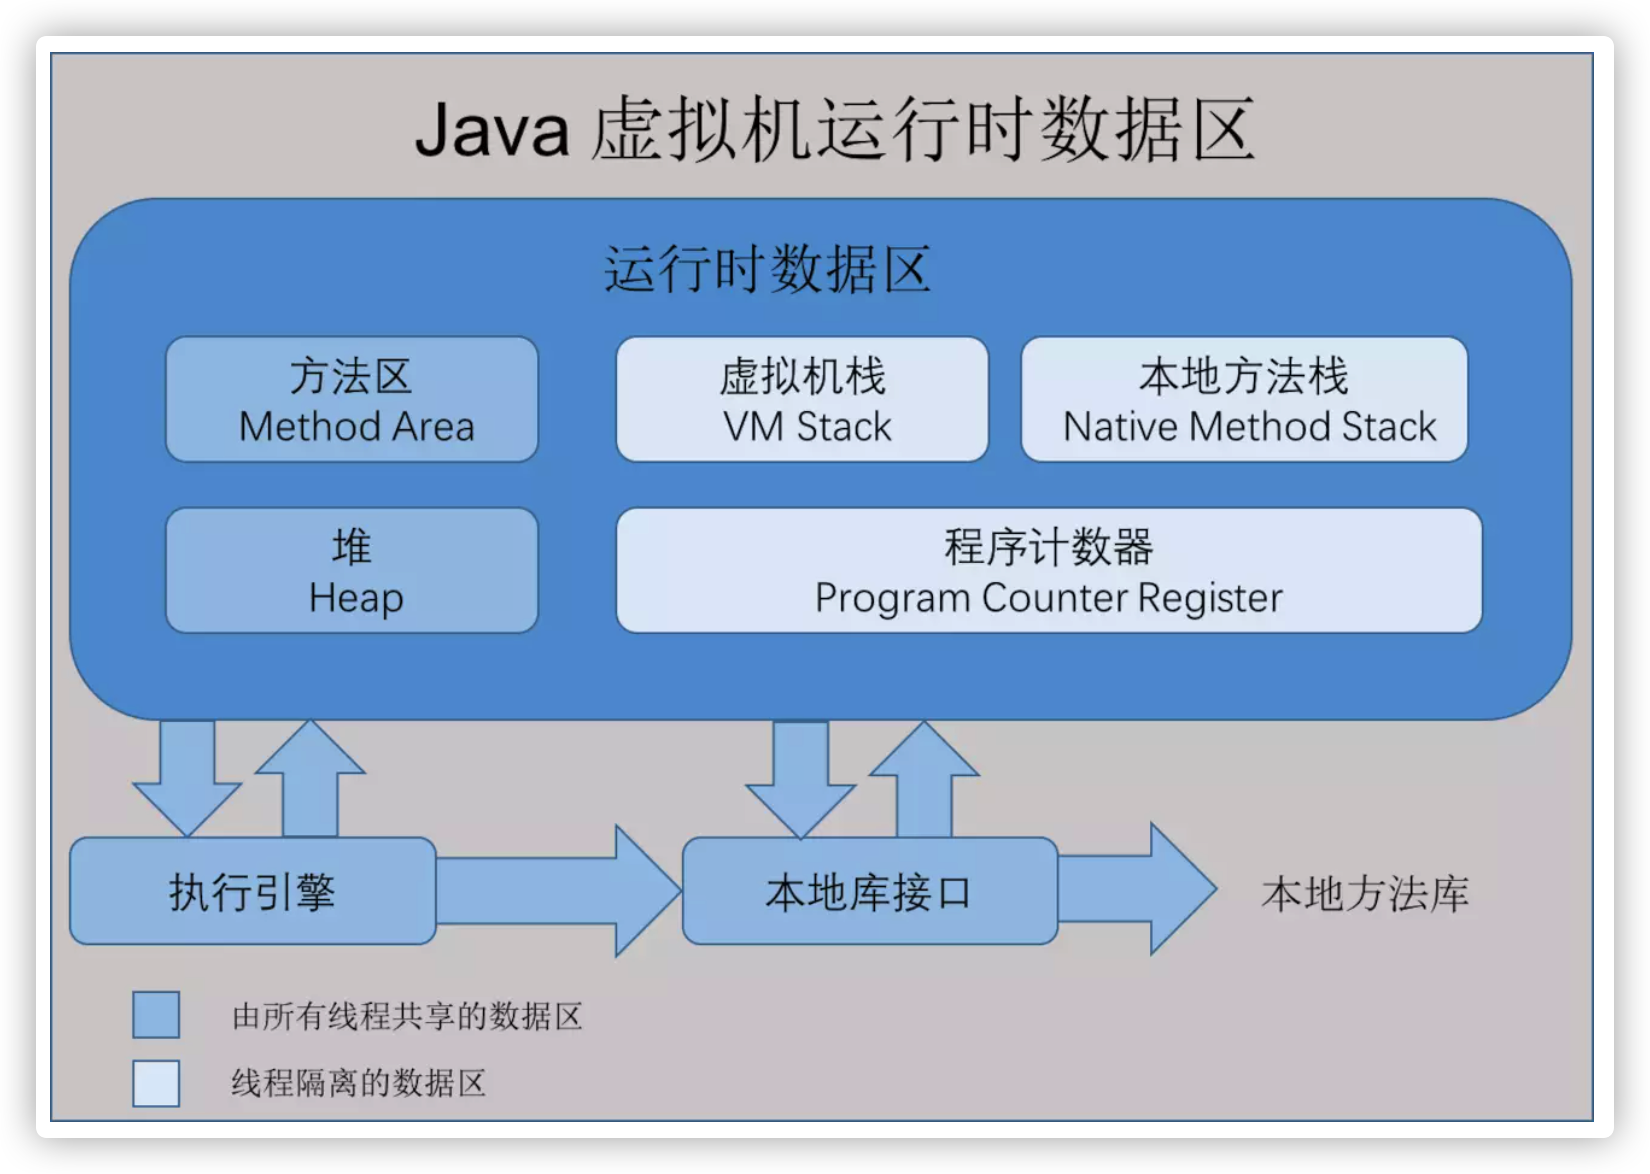 Java 虚拟机运行时数据区
运行时数据区
方法区
Method Area
虚拟机栈
VM Stack
本地方法栈
Native Method Stack
堆
Heap
程序计数器
Program Counter Register
执行引擎
本地库接口
本地方法库
由所有线程共享的数据区
线程隔离的数据区